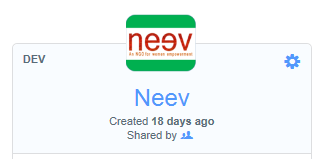 neev
An NGO for women empowerment
DEV
Neev
Created 18 days ago
Shared by